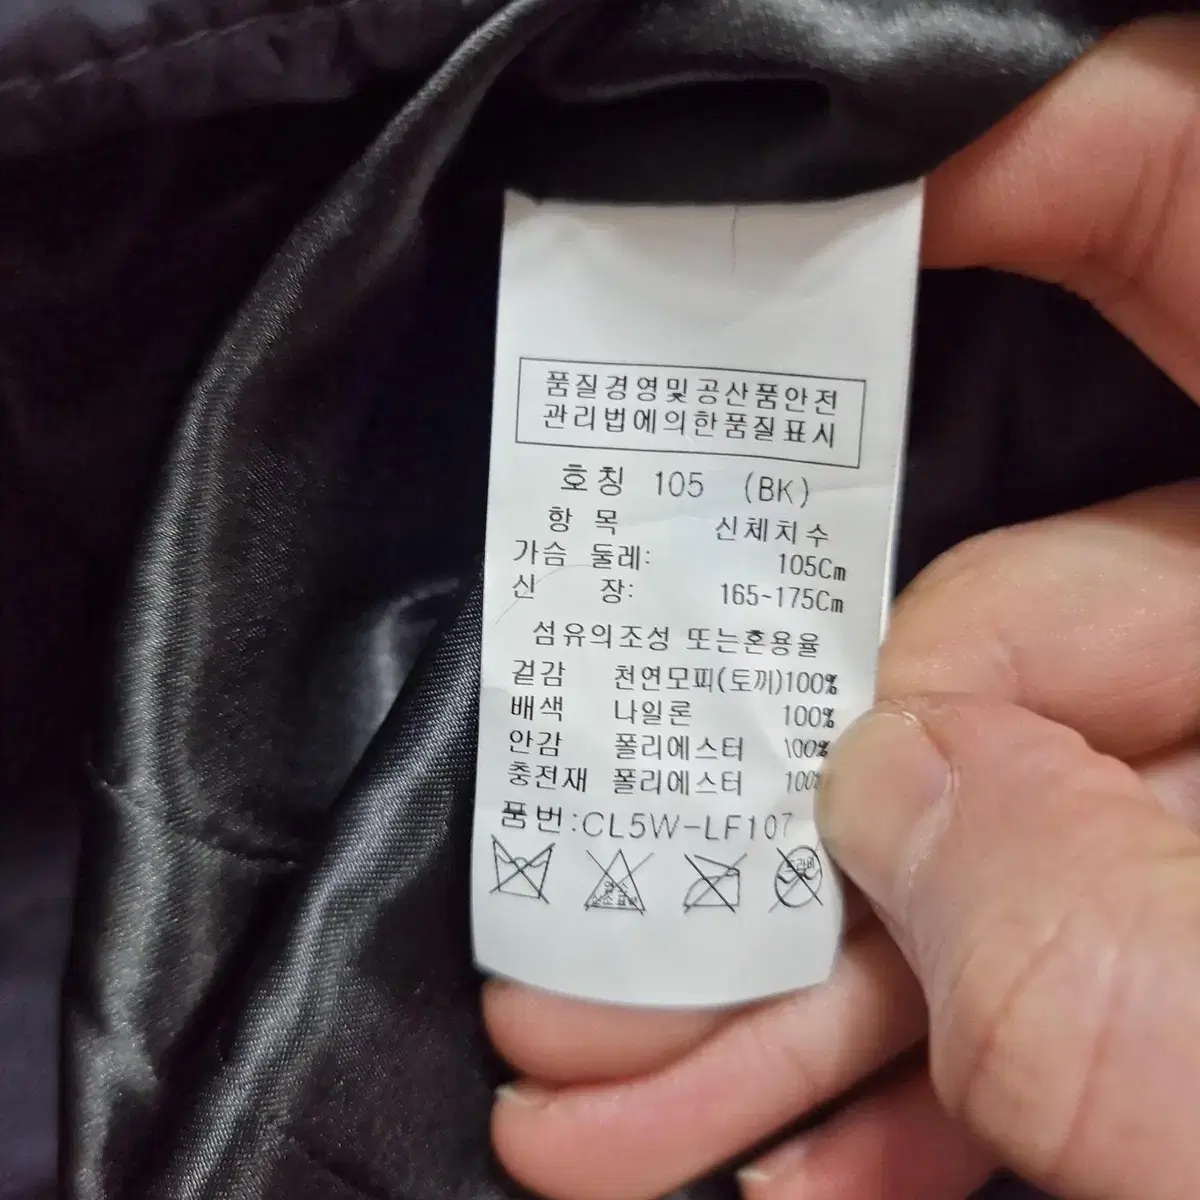 품질경영및공산품안전
관리법에의한품질표시
호칭 105 (BK)
항 목 신체치수
가슴 둘레: 105Cm
신 장: 165~175Cm
섬유의조성 또는혼용율
겉감 천연모피(토끼)100%
배색 나일론 100%
안감 폴리에스터 100%
충전재 폴리에스터 100%
품번:CL5W-LF107